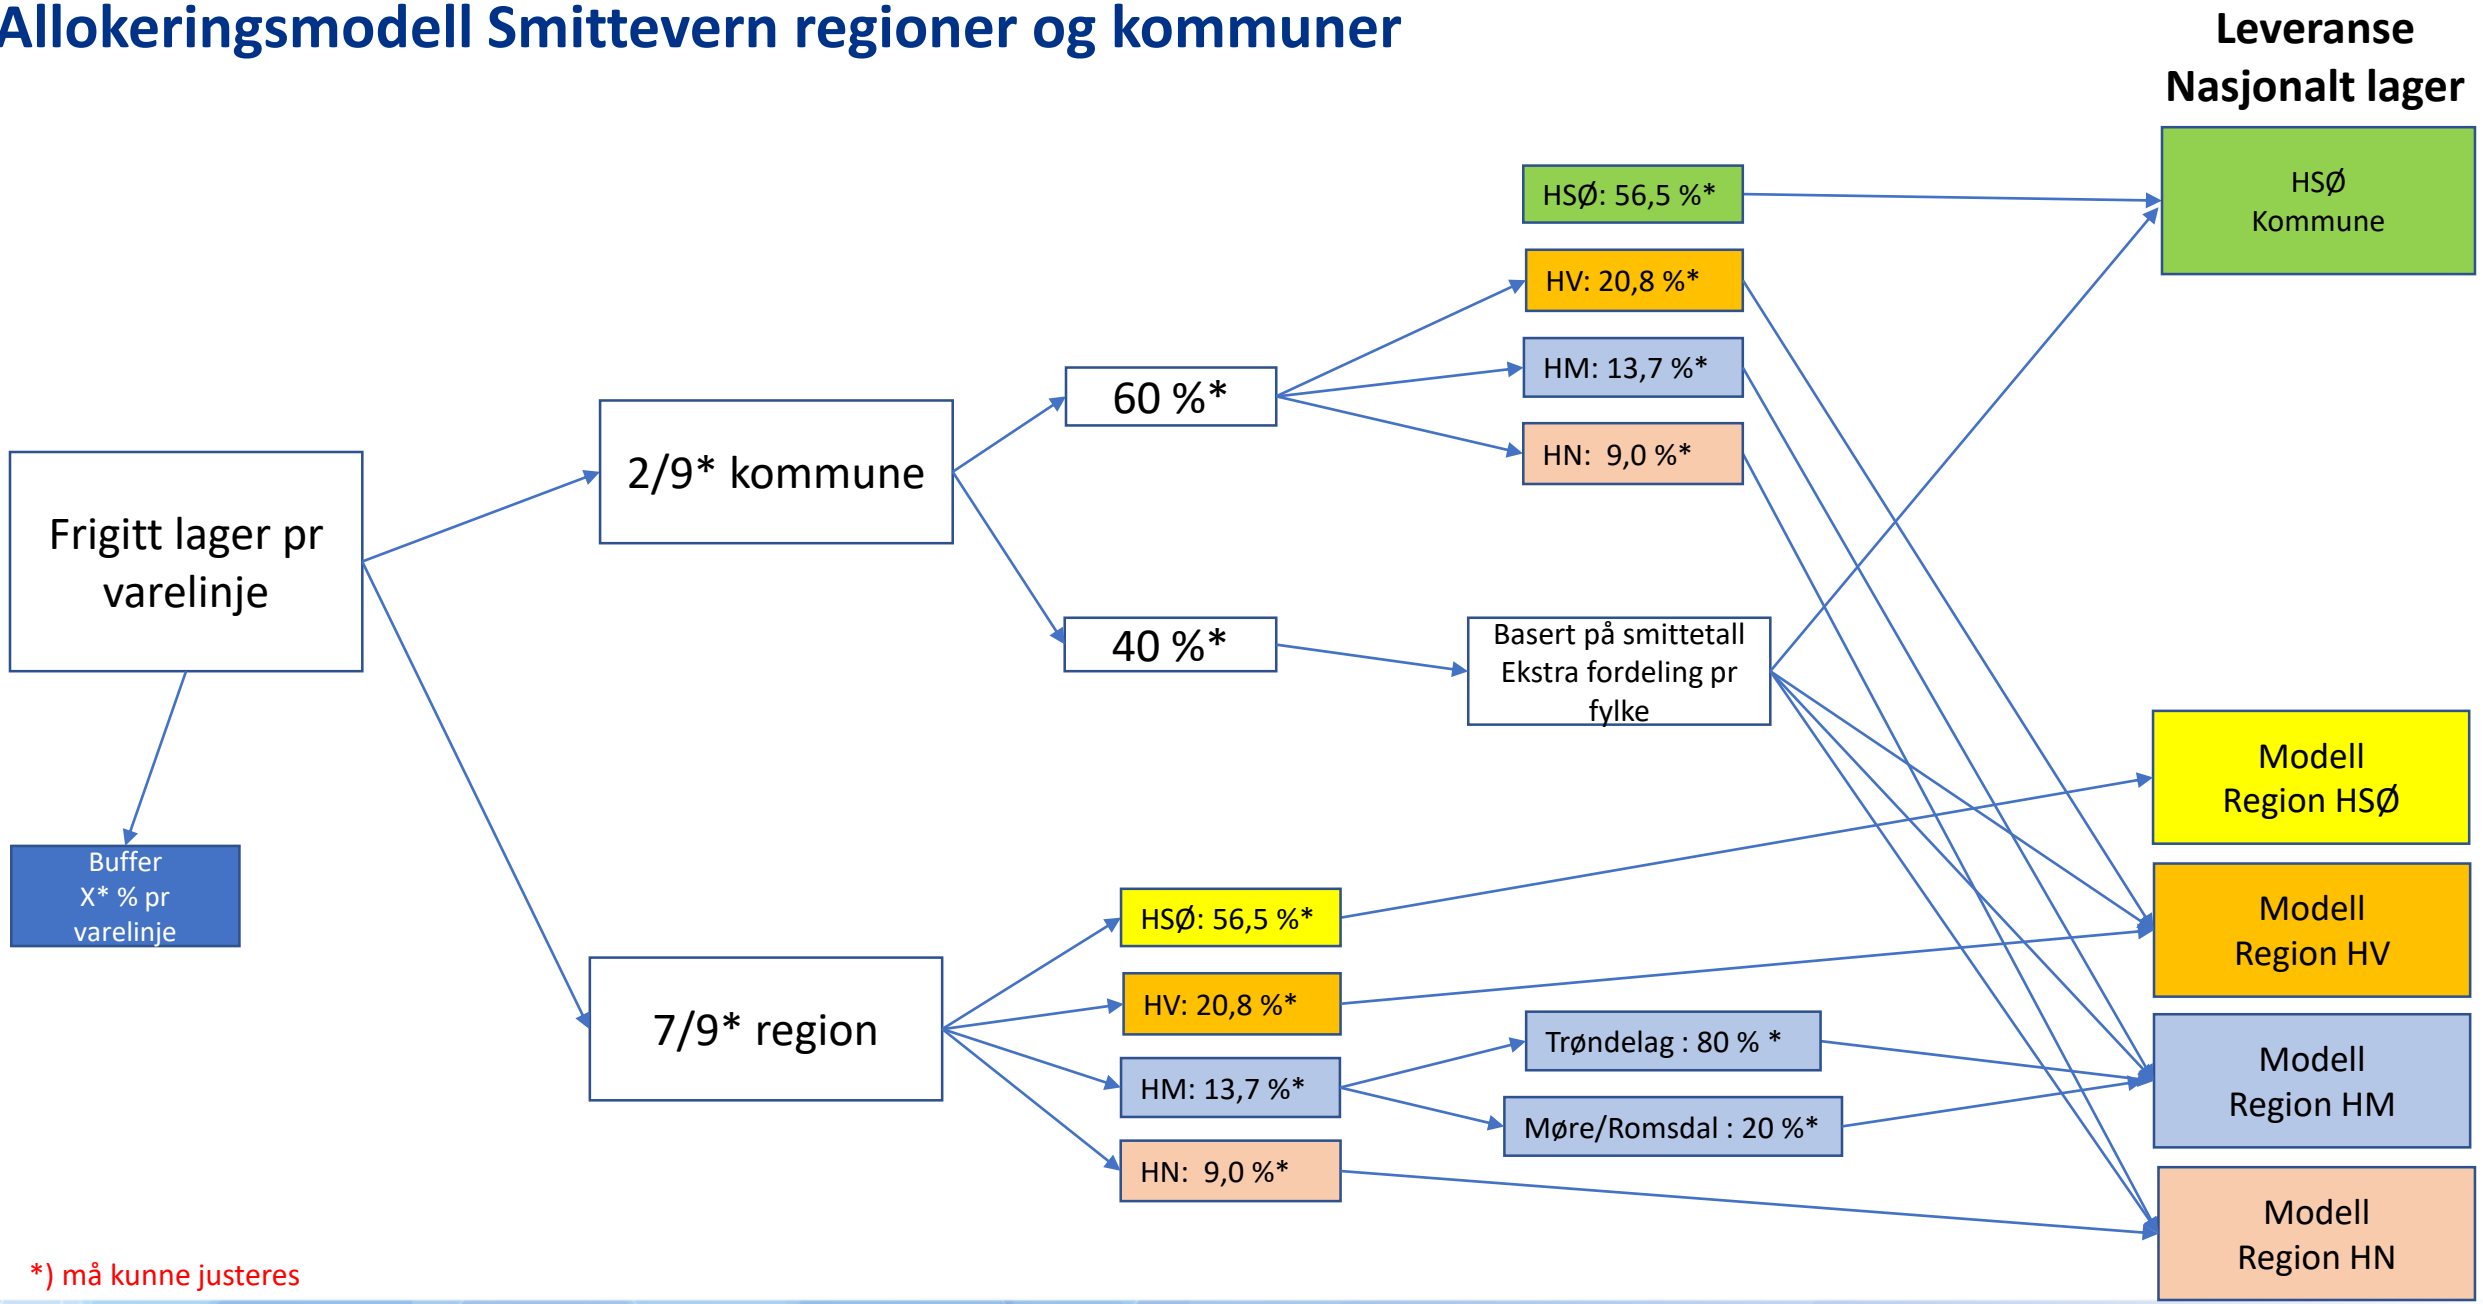 Allokeringsmodell Smittevern regioner og kommuner
Leveranse
Nasjonalt lager
HSØ
Kommune
HSØ: 56,5 %*
HV: 20,8 %*
HM: 13,7 %*
HN:  9,0 %*
60 %*
2/9* kommune
Frigitt lager pr
varelinje
40 %*
Basert på smittetall
Ekstra fordeling pr
fylke
Buffer
X* % pr
varelinje
7/9* region
HSØ: 56,5 %*
HV: 20,8 %*
HM: 13,7 %*
HN:  9,0 %*
Trøndelag : 80 % *
Møre/Romsdal : 20 %*
Modell
Region HSØ
Modell
Region HV
Modell
Region HM
Modell
Region HN
*) må kunne justeres